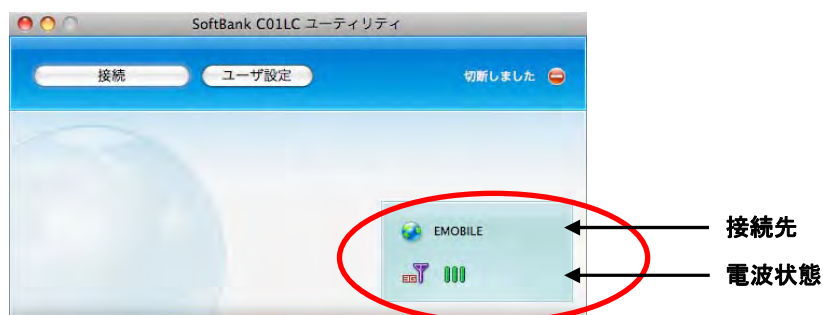 SoftBank C01LC ユーティリティ
接続 ユーザ設定 切断しました
EMOBILE 接続先
電波状態